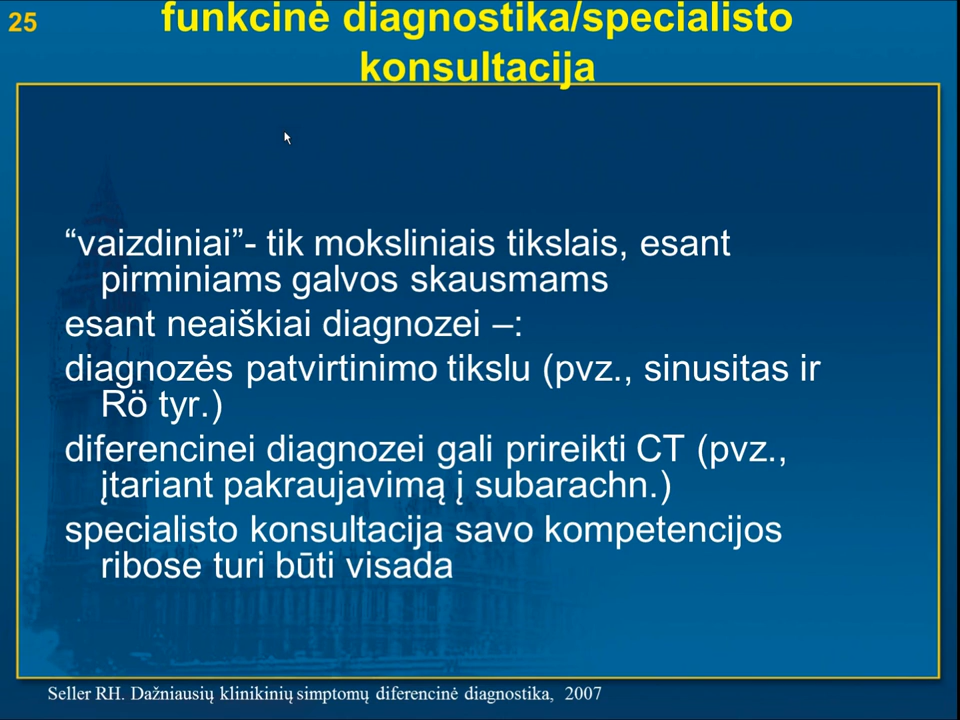 25
funkcinė diagnostika/specialisto
konsultacija
“vaizdiniai”- tik moksliniais tikslais, esant
pirminiams galvos skausmams
esant neaiškiai diagnozei –:
diagnozės patvirtinimo tikslu (pvz., sinusitas ir
Rö tyr.)
diferencinei diagnozei gali prireikti CT (pvz.,
įtariant pakraujavimą į subarachn.)
specialisto konsultacija savo kompetencijos
ribose turi būti visada
Seller RH. Dažniausių klinikinių simptomų diferencinė diagnostika, 2007